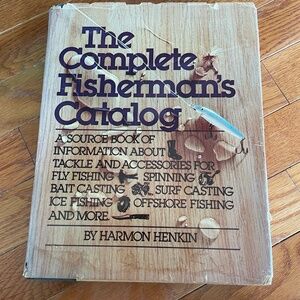 The
Complete
Fisherman's
Catalog
A SOURCE BOOK OF
INFORMATION ABOUT
TACKLE AND ACCESSORIES FOR
FLY FISHING SPINNING
BAIT CASTING SURF CASTING
ICE FISHING OFFSHORE FISHING
AND MORE
BY HARMON HENKIN